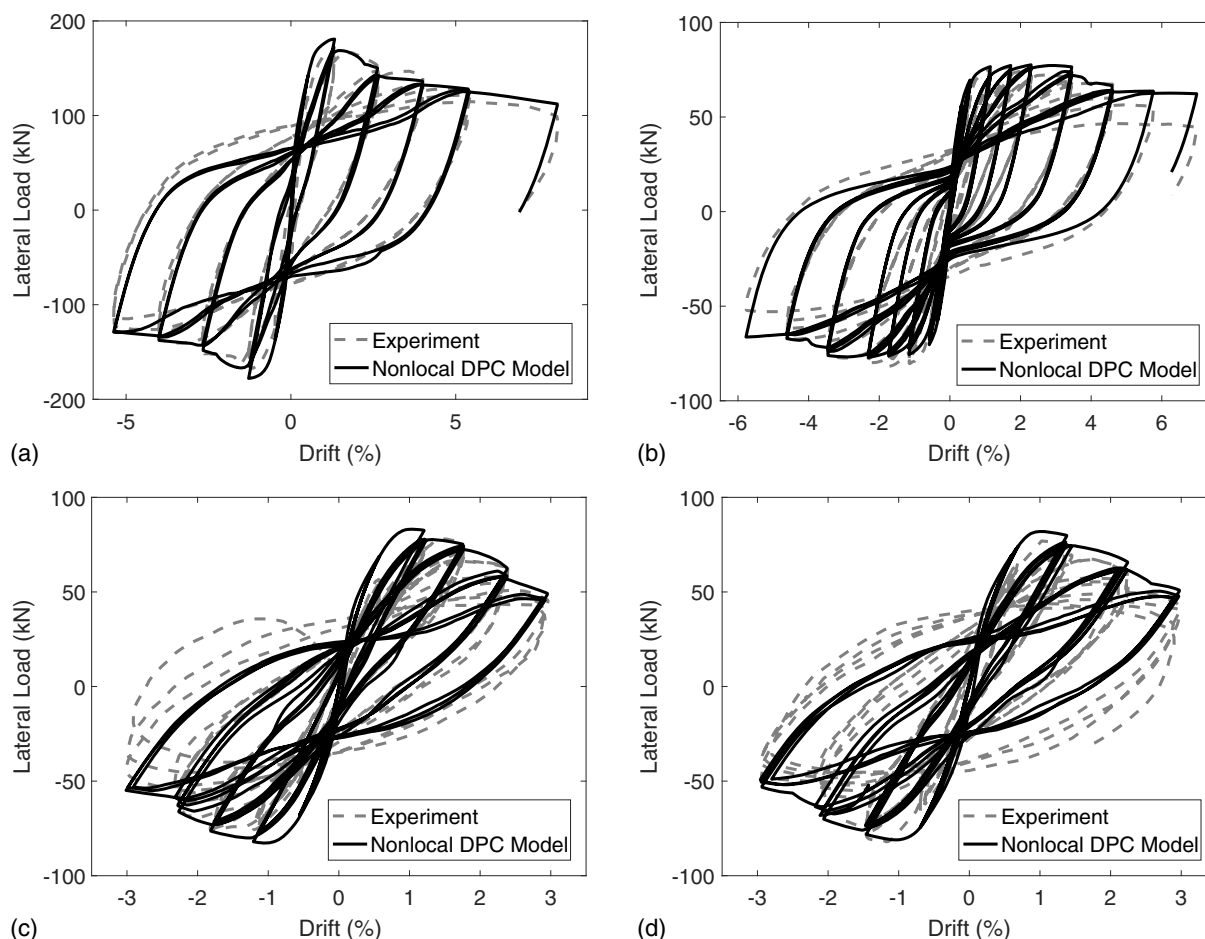 200
100
0
-100
-200
Lateral Load (kN)
-5
0
5
Drift (%)
Experiment
Nonlocal DPC Model
(a)
100
50
0
-50
-100
Lateral Load (kN)
-6
-4
-2
0
2
4
6
Drift (%)
Experiment
Nonlocal DPC Model
(b)
100
50
0
-50
-100
Lateral Load (kN)
-3
-2
-1
0
1
2
3
Drift (%)
Experiment
Nonlocal DPC Model
(c)
100
50
0
-50
-100
Lateral Load (kN)
-3
-2
-1
0
1
2
3
Drift (%)
Experiment
Nonlocal DPC Model
(d)